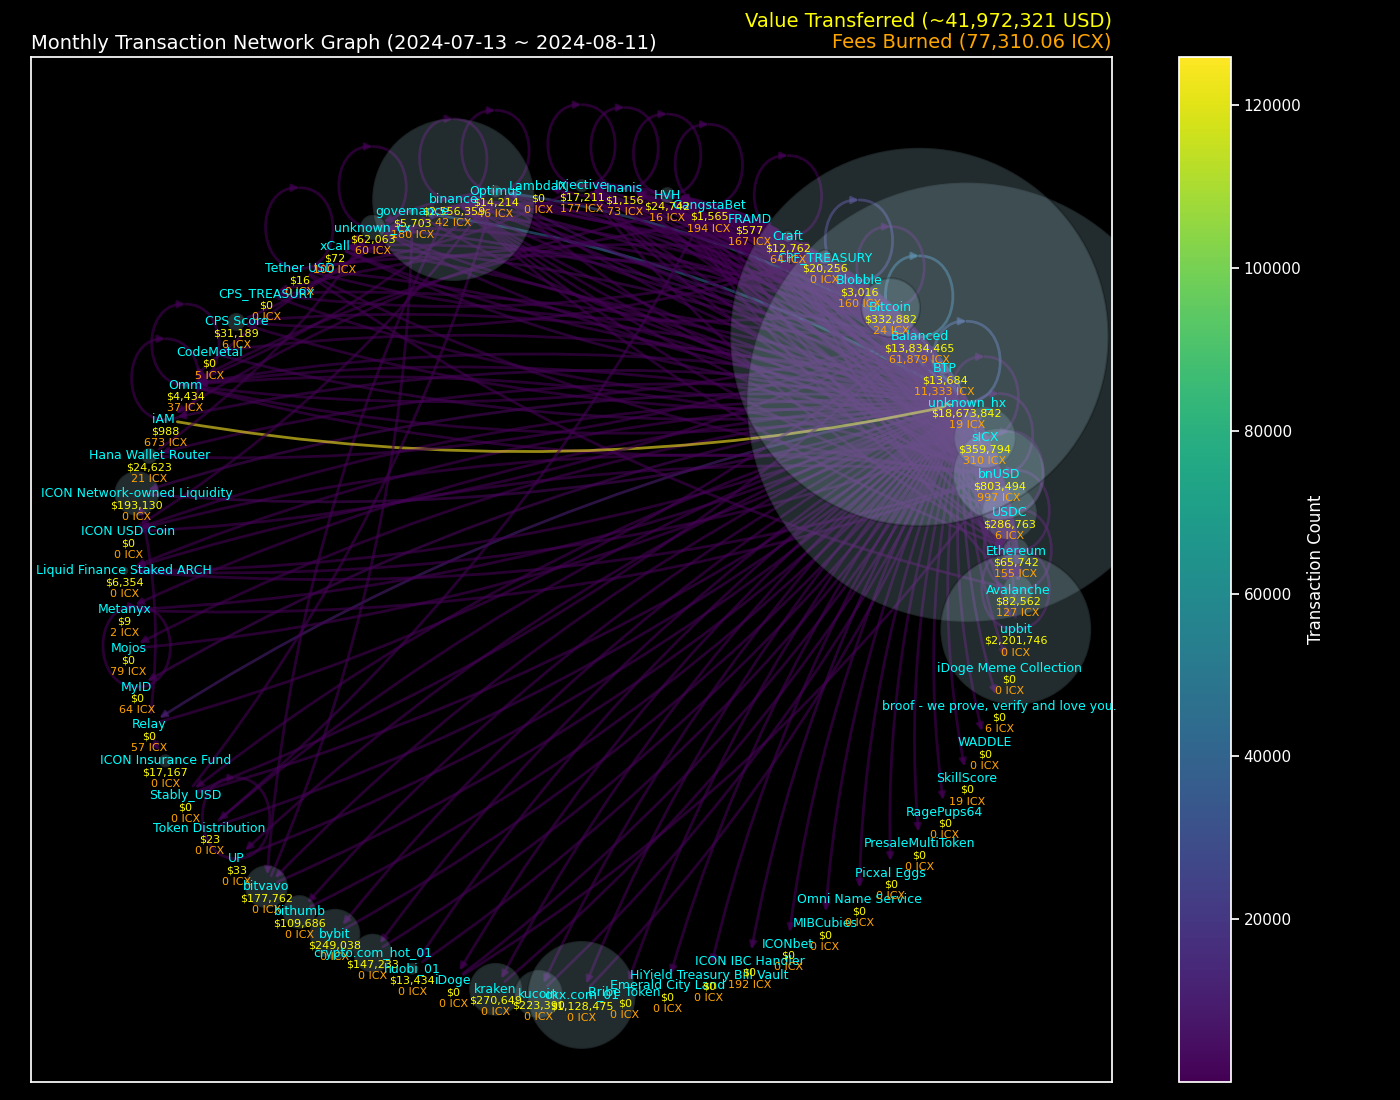 Value Transferred (~41,972,321 USD)
Monthly Transaction Network Graph (2024-07-13 ~ 2024-08-11)
Fees Burned (77,310.06 ICX)
binance
$2,556,359
42 ICX
Optimus
$14,214
LambdaX
$0
0 ICX
Injective
$17,211
177 ICX
Inanis
$1,156
73 ICX
HVH
$24,742
16 ICX
GangstaBet
$1,565
194 ICX
FRAMD
$577
167 ICX
Craft
$12,762
64 ICX
CPF_TREASURY
$20,256
0 ICX
Blobble
$3,016
160 ICX
Bitcoin
$332,882
24 ICX
Balanced
$13,834,465
61,879 ICX
BTP
$13,684
11,333 ICX
unknown_hx
$18,673,842
19 ICX
sICX
$359,794
310 ICX
bnUSD
$803,494
997 ICX
USDC
$286,763
6 ICX
Ethereum
$65,742
155 ICX
Avalanche
$82,562
127 ICX
upbit
$2,201,746
0 ICX
iDoge Meme Collection
$0
0 ICX
broof - we prove, verify and love you.
$0
6 ICX
WADDLE
$0
0 ICX
SkillScore
$0
19 ICX
RagePups64
$0
0 ICX
PresaleMultiToken
$0
0 ICX
Picxal Eggs
$0
0 ICX
Omni Name Service
$0
0 ICX
MIBCubies
$0
0 ICX
ICONbet
$0
0 ICX
ICON IBC Handler
$0
192 ICX
HiYield Treasury Bill Vault
$0
0 ICX
Emerald City Land
$0
0 ICX
Bribe Token
$0
0 ICX
okx.com_01
$1,128,475
0 ICX
kucoin
$223,390
0 ICX
kraken
$270,649
0 ICX
iDoge
$0
0 ICX
huobi_01
$13,434
0 ICX
crypto.com_hot_01
$147,233
0 ICX
bybit
$249,038
0 ICX
bithumb
$109,686
0 ICX
bitvavo
$177,762
0 ICX
UP
$33
0 ICX
Token Distribution
$23
0 ICX
Stably_USD
$0
0 ICX
ICON Insurance Fund
$17,167
0 ICX
Relay
$0
57 ICX
MyID
$0
64 ICX
Mojos
$0
79 ICX
Metanyx
$9
2 ICX
Liquid Finance Staked ARCH
$6,354
0 ICX
ICON USD Coin
$0
0 ICX
ICON Network-owned Liquidity
$193,130
0 ICX
Hana Wallet Router
$24,623
21 ICX
iAM
$988
673 ICX
Omm
$4,434
37 ICX
CodeMetal
$0
5 ICX
CPS Score
$31,189
6 ICX
CPS_TREASURY
$0
0 ICX
Tether USD
$16
0 ICX
xCall
$72
unknown_cx
$62,063
60 ICX
governance
$5,703
180 ICX
120000
100000
80000
60000
40000
20000
Transaction Count